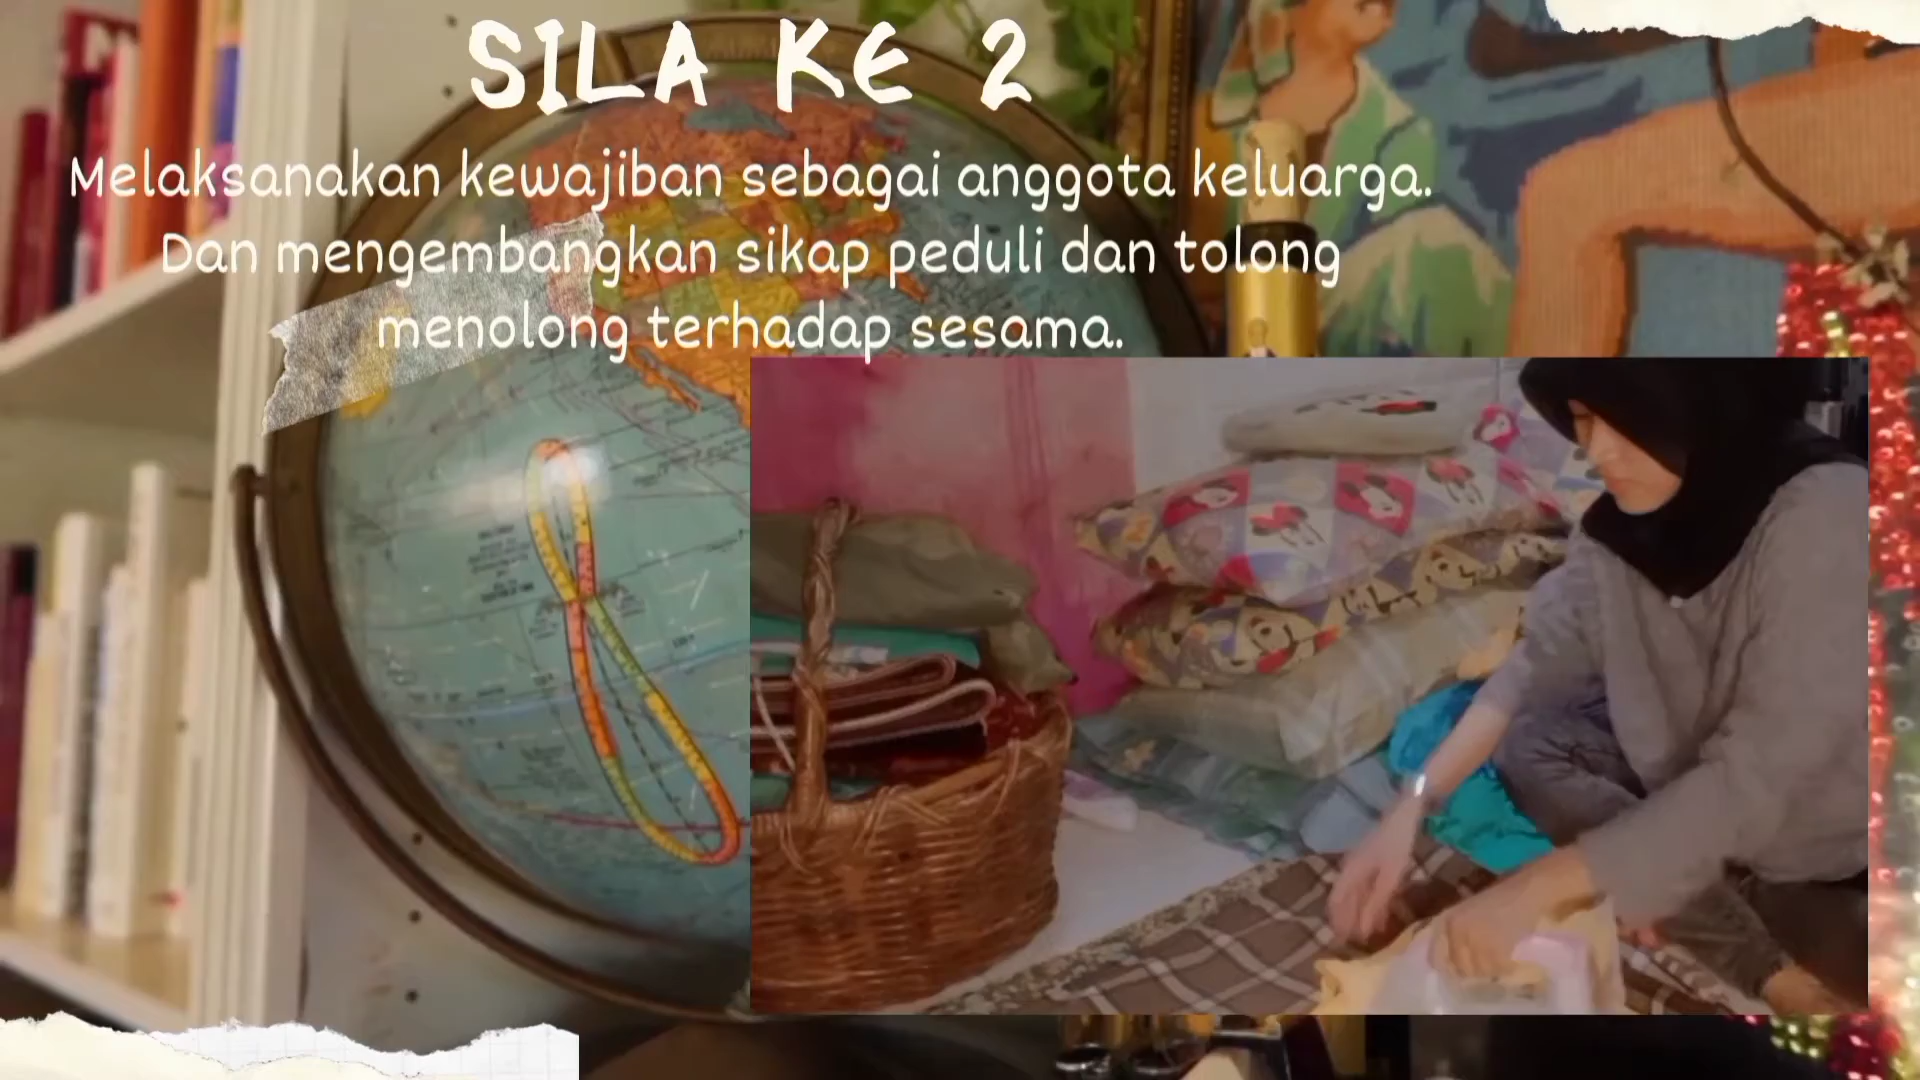 SILA KE 2
Melaksanakan kewajiban sebagai anggota keluarga.
Dan mengembangkan sikap peduli dan tolong
menolong terhadap sesama.